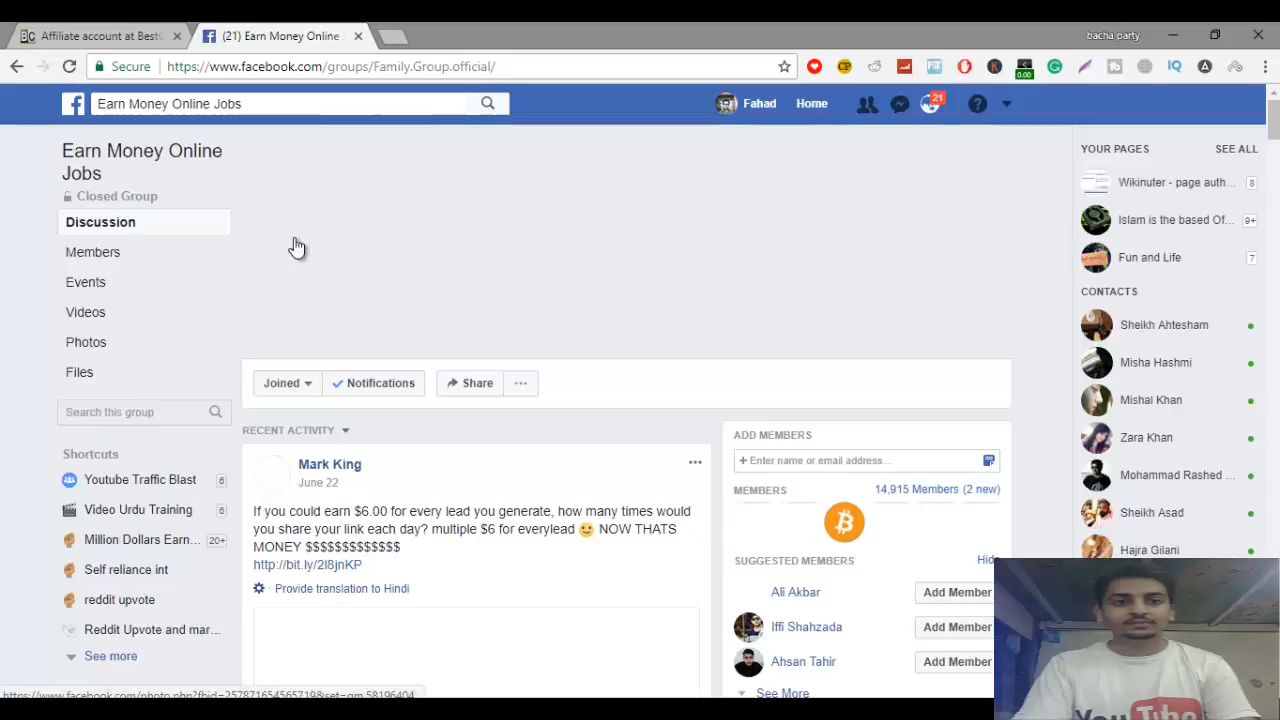 Affiliate account at Best
(21) Earn Money Online
bacha party
Secure
https://www.facebook.com/groups/Family.Group.official/
0.00
Earn Money Online Jobs
Fahad
Home
21
Earn Money Online
Jobs
Closed Group
Discussion
Members
Events
Videos
Photos
Files
Search this group
Shortcuts
Youtube Traffic Blast 6
Video Urdu Training 6
Million Dollars Earn... 20+
Self reliance int
reddit upvote
Reddit Upvote and mar...
See more
Joined
Notifications
Share
RECENT ACTIVITY
Mark King
June 22
If you could earn $6.00 for every lead you generate, how many times would
you share your link each day? multiple $6 for everylead 😀 NOW THATS
MONEY $$$$$$$$$$$$$
http://bit.ly/2l8jnKP
Provide translation to Hindi
ADD MEMBERS
+ Enter name or email address...
MEMBERS
14,915 Members (2 new)
SUGGESTED MEMBERS
Ali Akbar
Add Member
Iffi Shahzada
Add Member
Ahsan Tahir
Add Member
See More
YOUR PAGES
SEE ALL
Wikinuter - page auth... 8
Islam is the based Of... 9+
Fun and Life 7
CONTACTS
Sheikh Ahtesham
Misha Hashmi
Mishal Khan
Zara Khan
Mohammad Rashed ...
Sheikh Asad
Hajra Gilani